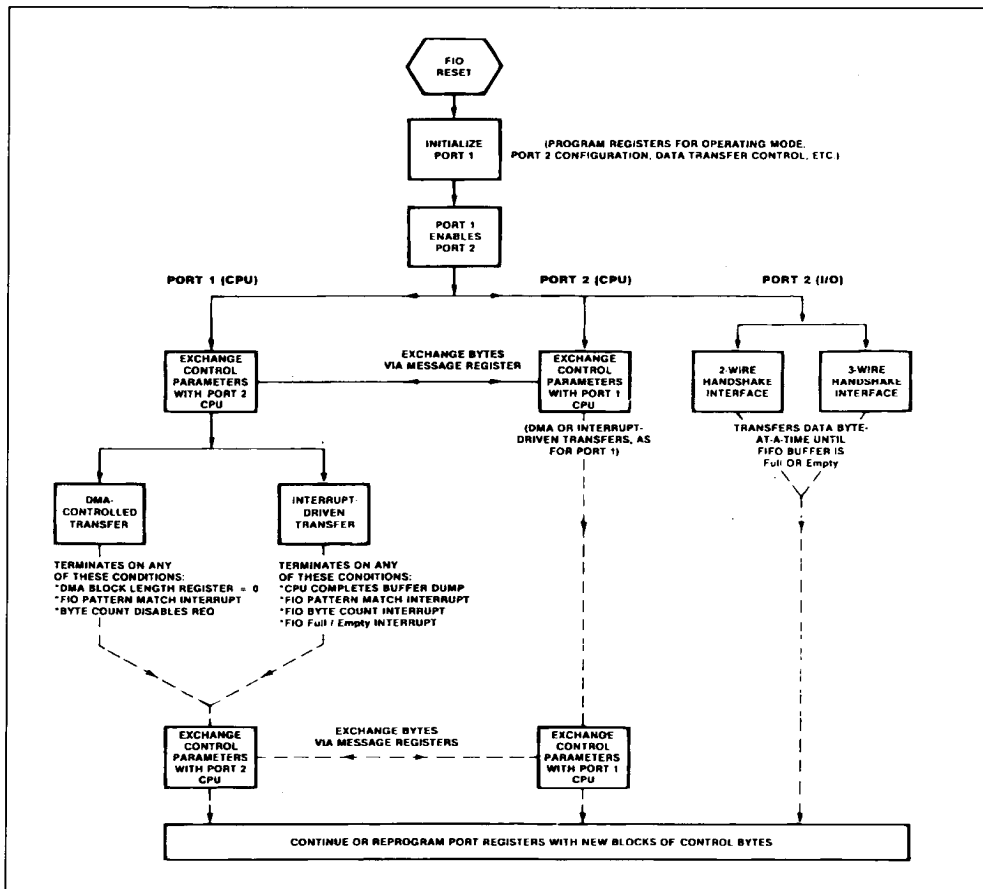 FIO
RESET
INITIALIZE
PORT 1
(PROGRAM REGISTERS FOR OPERATING MODE,
PORT 2 CONFIGURATION, DATA TRANSFER CONTROL, ETC.)
PORT 1
ENABLES
PORT 2
PORT 1 (CPU)
PORT 2 (CPU)
PORT 2 (I/O)
EXCHANGE
CONTROL
PARAMETERS
WITH PORT 2
CPU
EXCHANGE BYTES
VIA MESSAGE REGISTER
EXCHANGE
CONTROL
PARAMETERS
WITH PORT 1
CPU
2-WIRE
HANDSHAKE
INTERFACE
3-WIRE
HANDSHAKE
INTERFACE
(DMA OR INTERRUPT-
DRIVEN TRANSFERS, AS
FOR PORT 1)
TRANSFERS DATA BYTE-
AT-A-TIME UNTIL
FIFO BUFFER IS
Full OR Empty
DMA-
CONTROLLED
TRANSFER
INTERRUPT-
DRIVEN
TRANSFER
TERMINATES ON ANY
OF THESE CONDITIONS:
*DMA BLOCK LENGTH REGISTER = 0
*FIO PATTERN MATCH INTERRUPT
*BYTE COUNT DISABLES REQ
TERMINATES ON ANY
OF THESE CONDITIONS:
*CPU COMPLETES BUFFER DUMP
*FIO PATTERN MATCH INTERRUPT
*FIO BYTE COUNT INTERRUPT
*FIO Full / Empty INTERRUPT
EXCHANGE
CONTROL
PARAMETERS
WITH PORT 2
CPU
EXCHANGE BYTES
VIA MESSAGE REGISTERS
EXCHANGE
CONTROL
PARAMETERS
WITH PORT 1
CPU
CONTINUE OR REPROGRAM PORT REGISTERS WITH NEW BLOCKS OF CONTROL BYTES